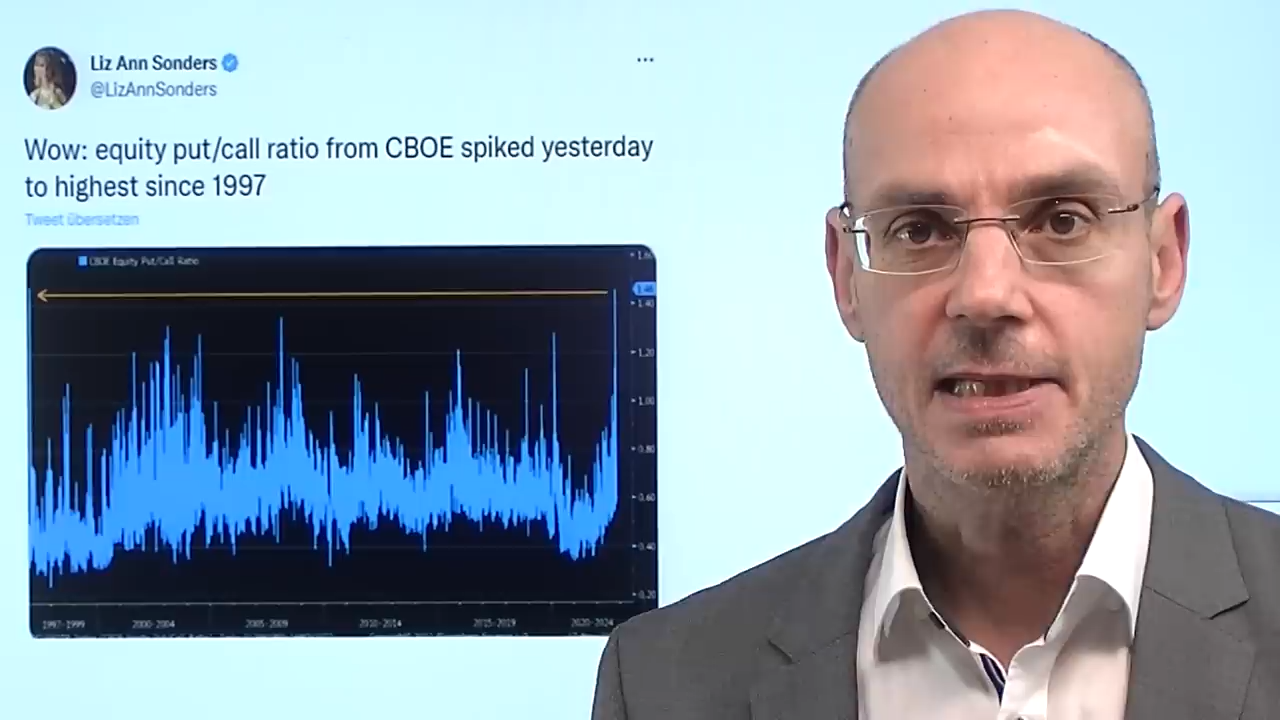 Liz Ann Sonders
@LizAnnSonders
Wow: equity put/call ratio from CBOE spiked yesterday
to highest since 1997
Tweet übersetzen
CBOE Equity Put/Call Ratio
1.60
1.46
1.40
1.20
1.00
0.80
0.60
0.40
0.20
1997-1999 2000-2004 2005-2009 2010-2014 2015-2019 2020-2024